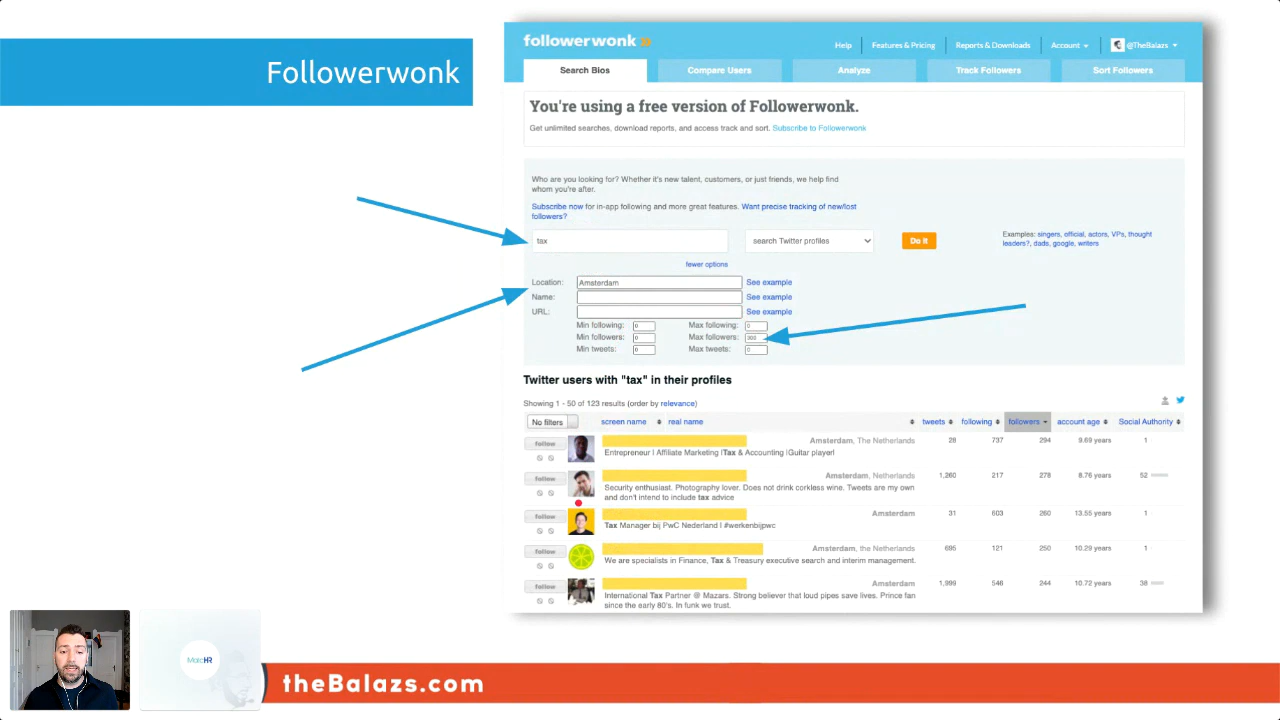 Followerwonk
followerwonk
Help
Features & Pricing
Reports & Downloads
Account
@TheBalazs
Search Bios
Compare Users
Analyze
Track Followers
Sort Followers
You're using a free version of Followerwonk.
Get unlimited searches, download reports, and access track and sort. Subscribe to Followerwonk
Who are you looking for? Whether it's new talent, customers, or just friends, we help find
whom you're after.
Subscribe now for in-app following and more great features. Want precise tracking of new/lost
followers?
tax
search Twitter profiles
Do it
Examples: singers, official, actors, VPs, thought
leaders?, dads, google, writers
fewer options
Location: Amsterdam See example
Name: See example
URL: See example
Min following: 0 Max following: 0
Min followers: 0 Max followers: 300
Min tweets: 0 Max tweets: 0
Twitter users with "tax" in their profiles
Showing 1 - 50 of 123 results (order by relevance)
No filters screen name real name tweets following followers account age Social Authority
follow Amsterdam, The Netherlands 28 737 294 9.69 years 1
Entrepreneur | Affiliate Marketing |Tax & Accounting |Guitar player!
follow Amsterdam, Netherlands 1,260 217 278 8.76 years 52
Security enthusiast. Photography lover. Does not drink corkless wine. Tweets are my own
and don't intend to include tax advice
follow Amsterdam 31 603 260 13.55 years 1
Tax Manager bij PwC Nederland | #werkenbijpwc
follow Amsterdam, the Netherlands 695 121 250 10.29 years 1
We are specialists in Finance, Tax & Treasury executive search and interim management.
follow Amsterdam 1,999 546 244 10.72 years 38
International Tax Partner @ Mazars. Strong believer that loud pipes save lives. Prince fan
since the early 80's. In funk we trust.
MatchHR
theBalazs.com